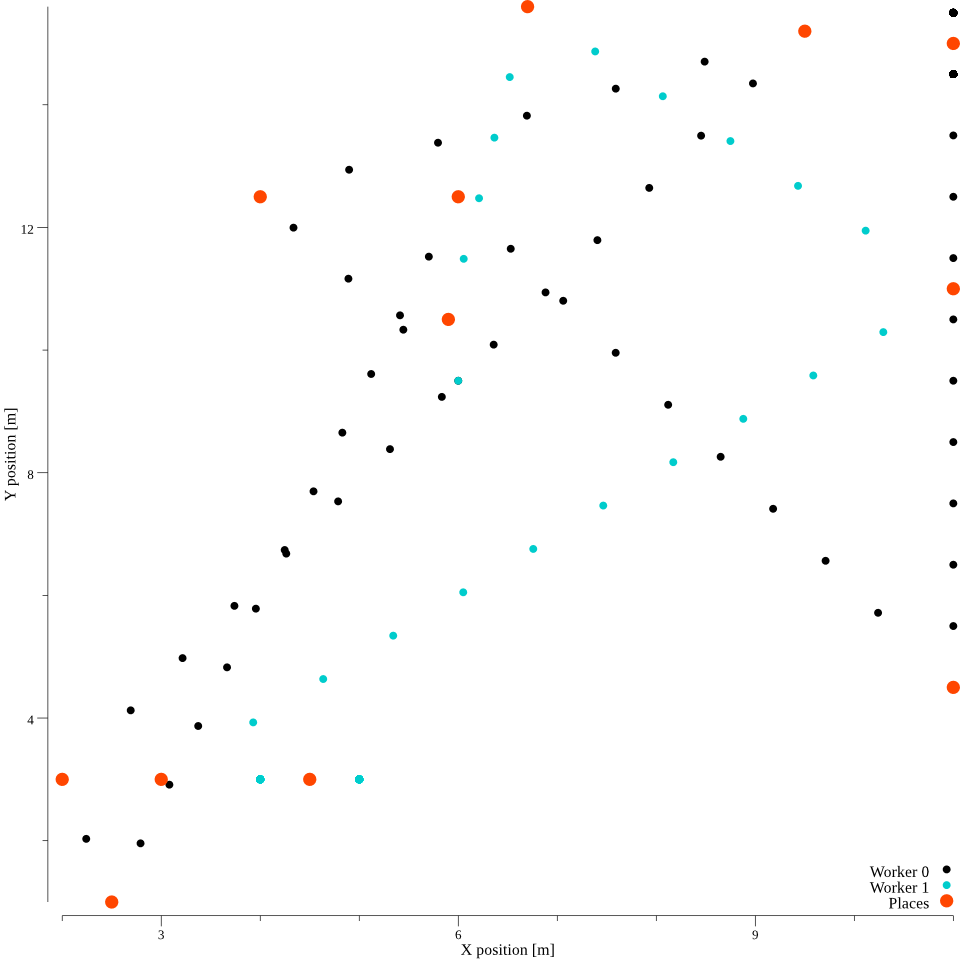 12
8
4
Y position [m]
3
6
9
X position [m]
Worker 0
Worker 1
Places